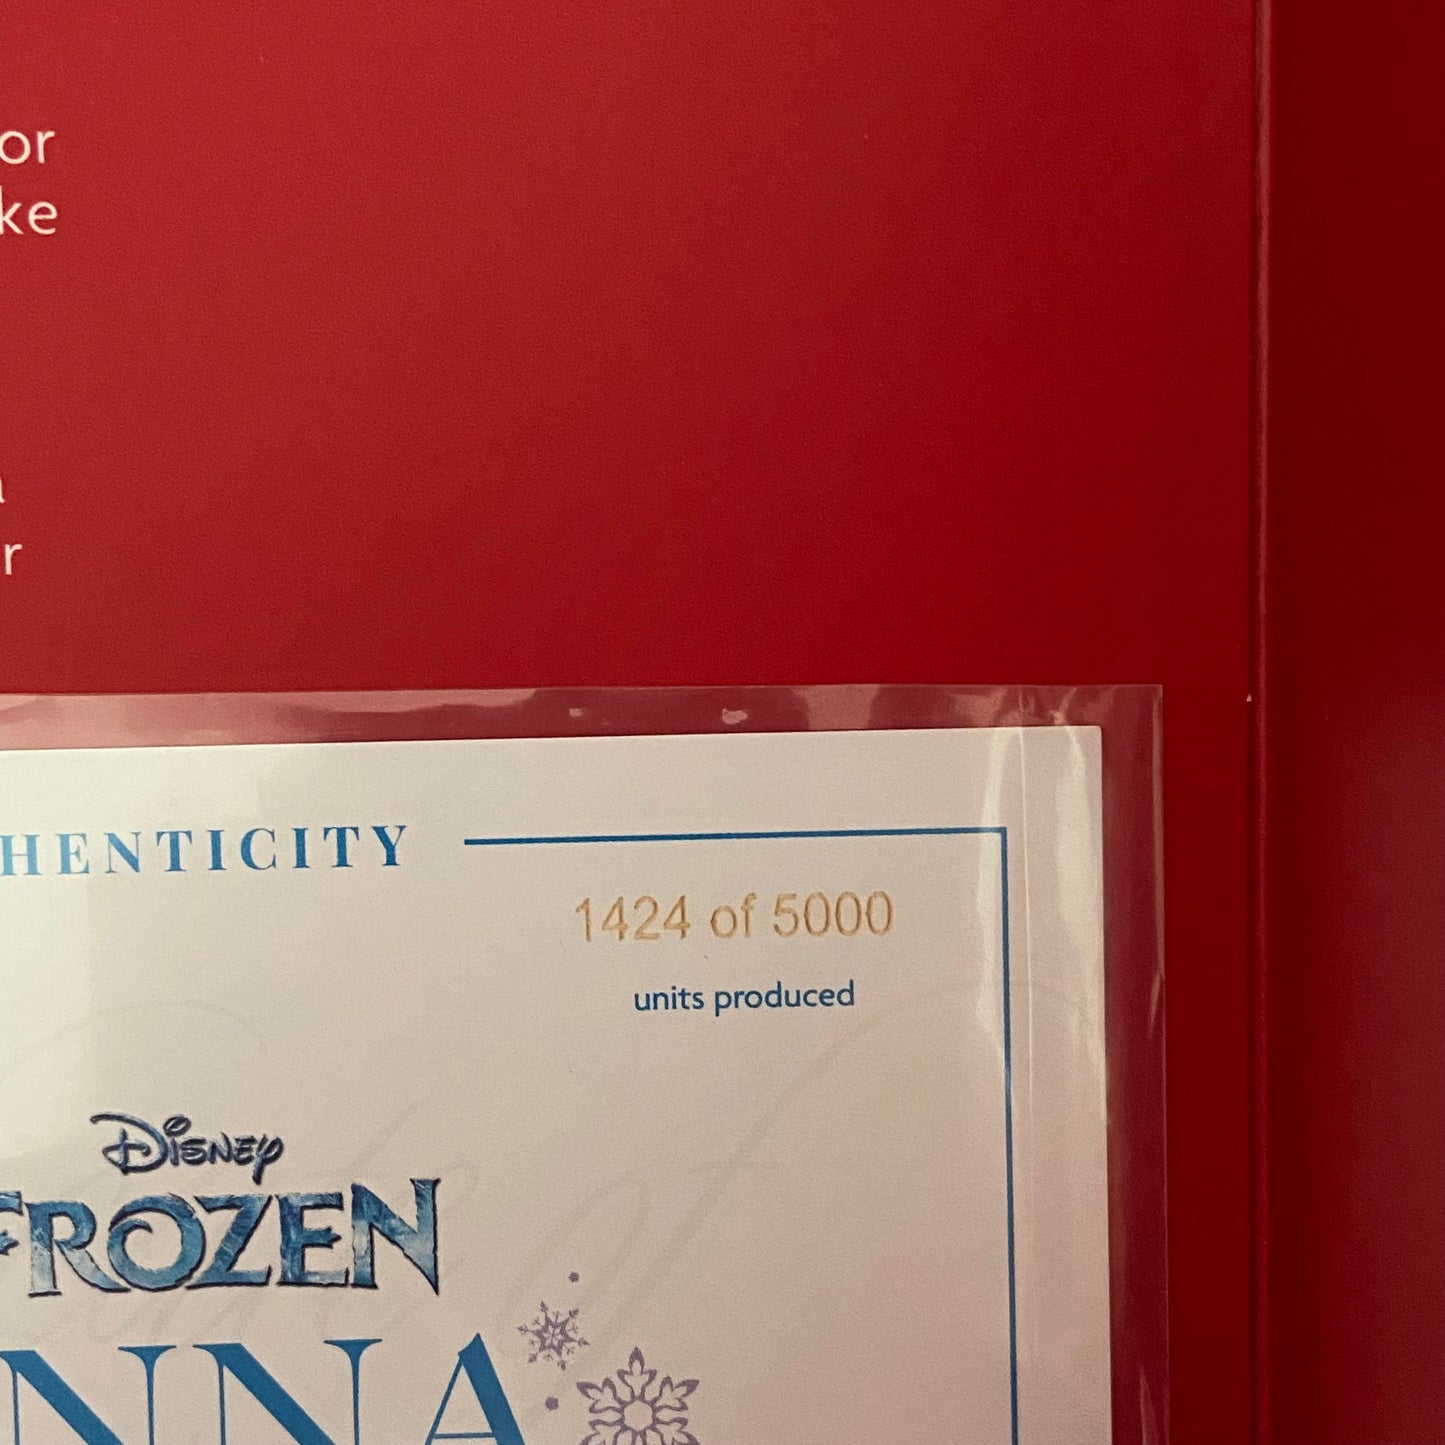 or
ke
r
HENTICITY
1424 of 5000
units produced
Disney
FROZEN
NNA